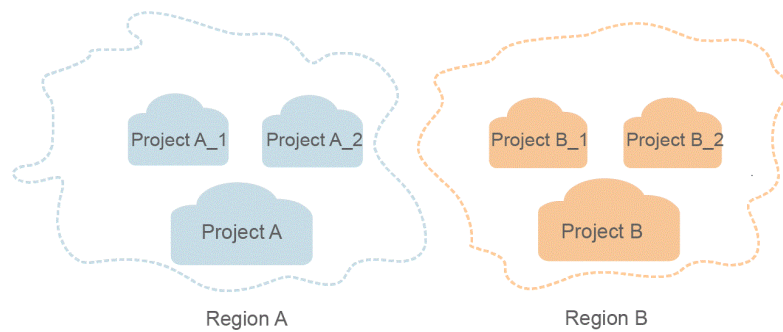 Project A_1
Project A_2
Project B_1
Project B_2
Project A
Project B
Region A
Region B